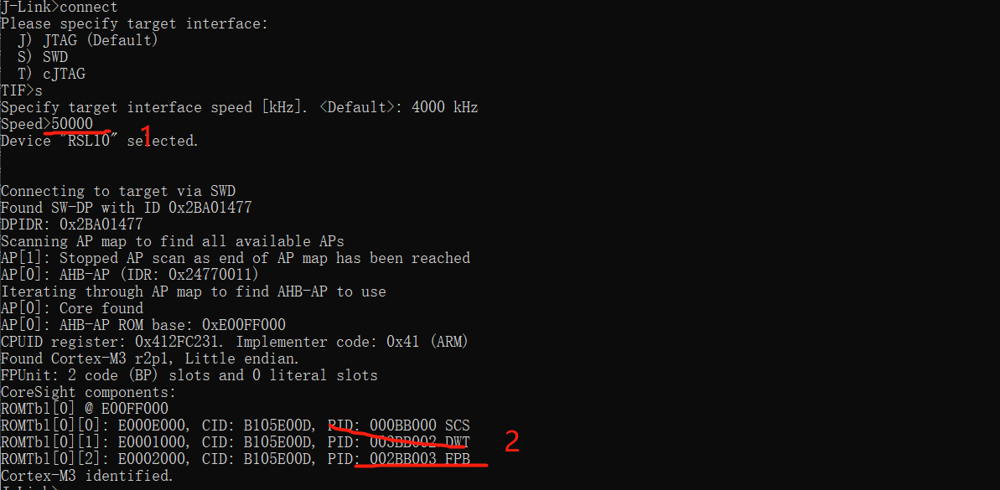 J-Link>connect
Please specify target interface:
  J) JTAG (Default)
  S) SWD
  T) cJTAG
TIF>s
Specify target interface speed [kHz]. <Default>: 4000 kHz
Speed>50000
1
Device "RSL10" selected.
Connecting to target via SWD
Found SW-DP with ID 0x2BA01477
DPIDR: 0x2BA01477
Scanning AP map to find all available APs
AP[1]: Stopped AP scan as end of AP map has been reached
AP[0]: AHB-AP (IDR: 0x24770011)
Iterating through AP map to find AHB-AP to use
AP[0]: Core found
AP[0]: AHB-AP ROM base: 0xE00FF000
CPUID register: 0x412FC231. Implementer code: 0x41 (ARM)
Found Cortex-M3 r2p1, Little endian.
FPUnit: 2 code (BP) slots and 0 literal slots
CoreSight components:
ROMTbl[0] @ E00FF000
ROMTbl[0][0]: E000E000, CID: B105E00D, PID: 000BB000 SCS
ROMTbl[0][1]: E0001000, CID: B105E00D, PID: 003BB002 DWT
2
ROMTbl[0][2]: E0002000, CID: B105E00D, PID: 002BB003 FPB
Cortex-M3 identified.
J-Link>